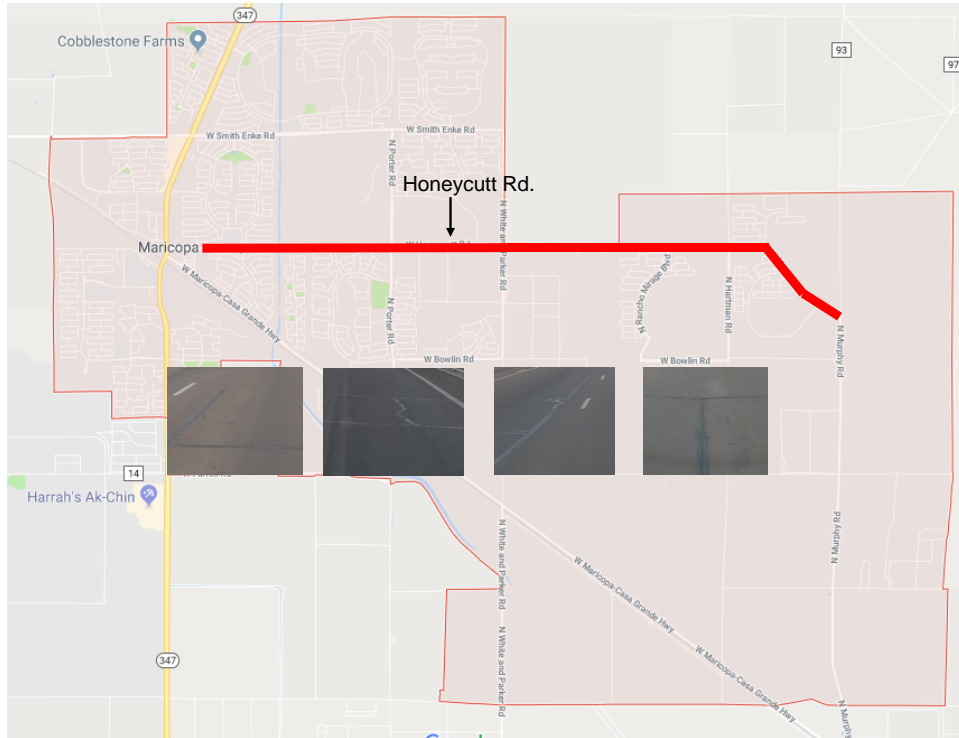 347
Cobblestone Farms
93
97
W Smith Enke Rd
W Smith Enke Rd
N Porter Rd
Honeycutt Rd.
N White and Parker Rd
Maricopa
W Maricopa-Casa Grande Hwy
N Rancho Mirage Blvd
N Hartman Rd
N Porter Rd
N Murphy Rd
W Bowlin Rd
W Bowlin Rd
14
Harrah's Ak-Chin
N White and Parker Rd
N Murphy Rd
W Maricopa-Casa Grande Hwy
347
N White and Parker Rd
W Maricopa-Casa Grande Hwy
N Murphy